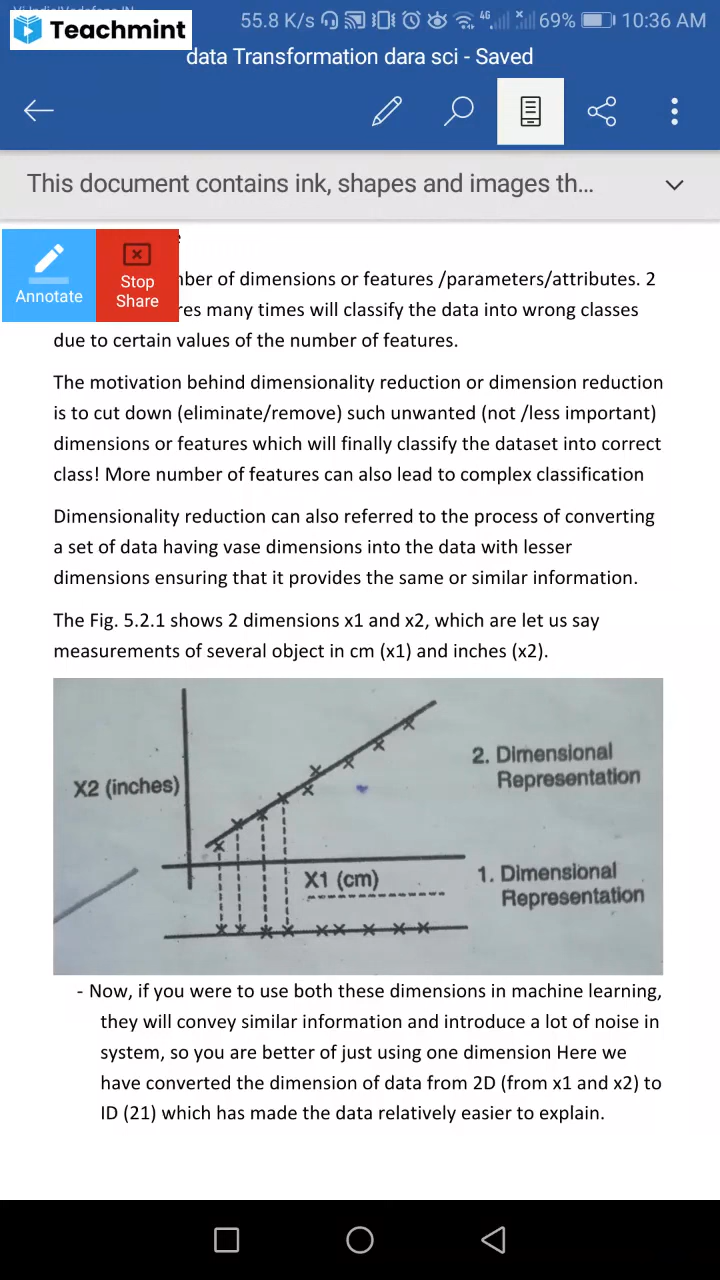 Teachmint
55.8 K/s 4G 69% 10:36 AM
data Transformation dara sci - Saved
This document contains ink, shapes and images th...
Annotate
Stop
Share
of dimensions or features /parameters/attributes. 2
many times will classify the data into wrong classes
due to certain values of the number of features.
The motivation behind dimensionality reduction or dimension reduction
is to cut down (eliminate/remove) such unwanted (not /less important)
dimensions or features which will finally classify the dataset into correct
class! More number of features can also lead to complex classification
Dimensionality reduction can also referred to the process of converting
a set of data having vase dimensions into the data with lesser
dimensions ensuring that it provides the same or similar information.
The Fig. 5.2.1 shows 2 dimensions x1 and x2, which are let us say
measurements of several object in cm (x1) and inches (x2).
2. Dimensional
Representation
X2 (inches)
X1 (cm)
1. Dimensional
Representation
- Now, if you were to use both these dimensions in machine learning,
they will convey similar information and introduce a lot of noise in
system, so you are better of just using one dimension Here we
have converted the dimension of data from 2D (from x1 and x2) to
ID (21) which has made the data relatively easier to explain.